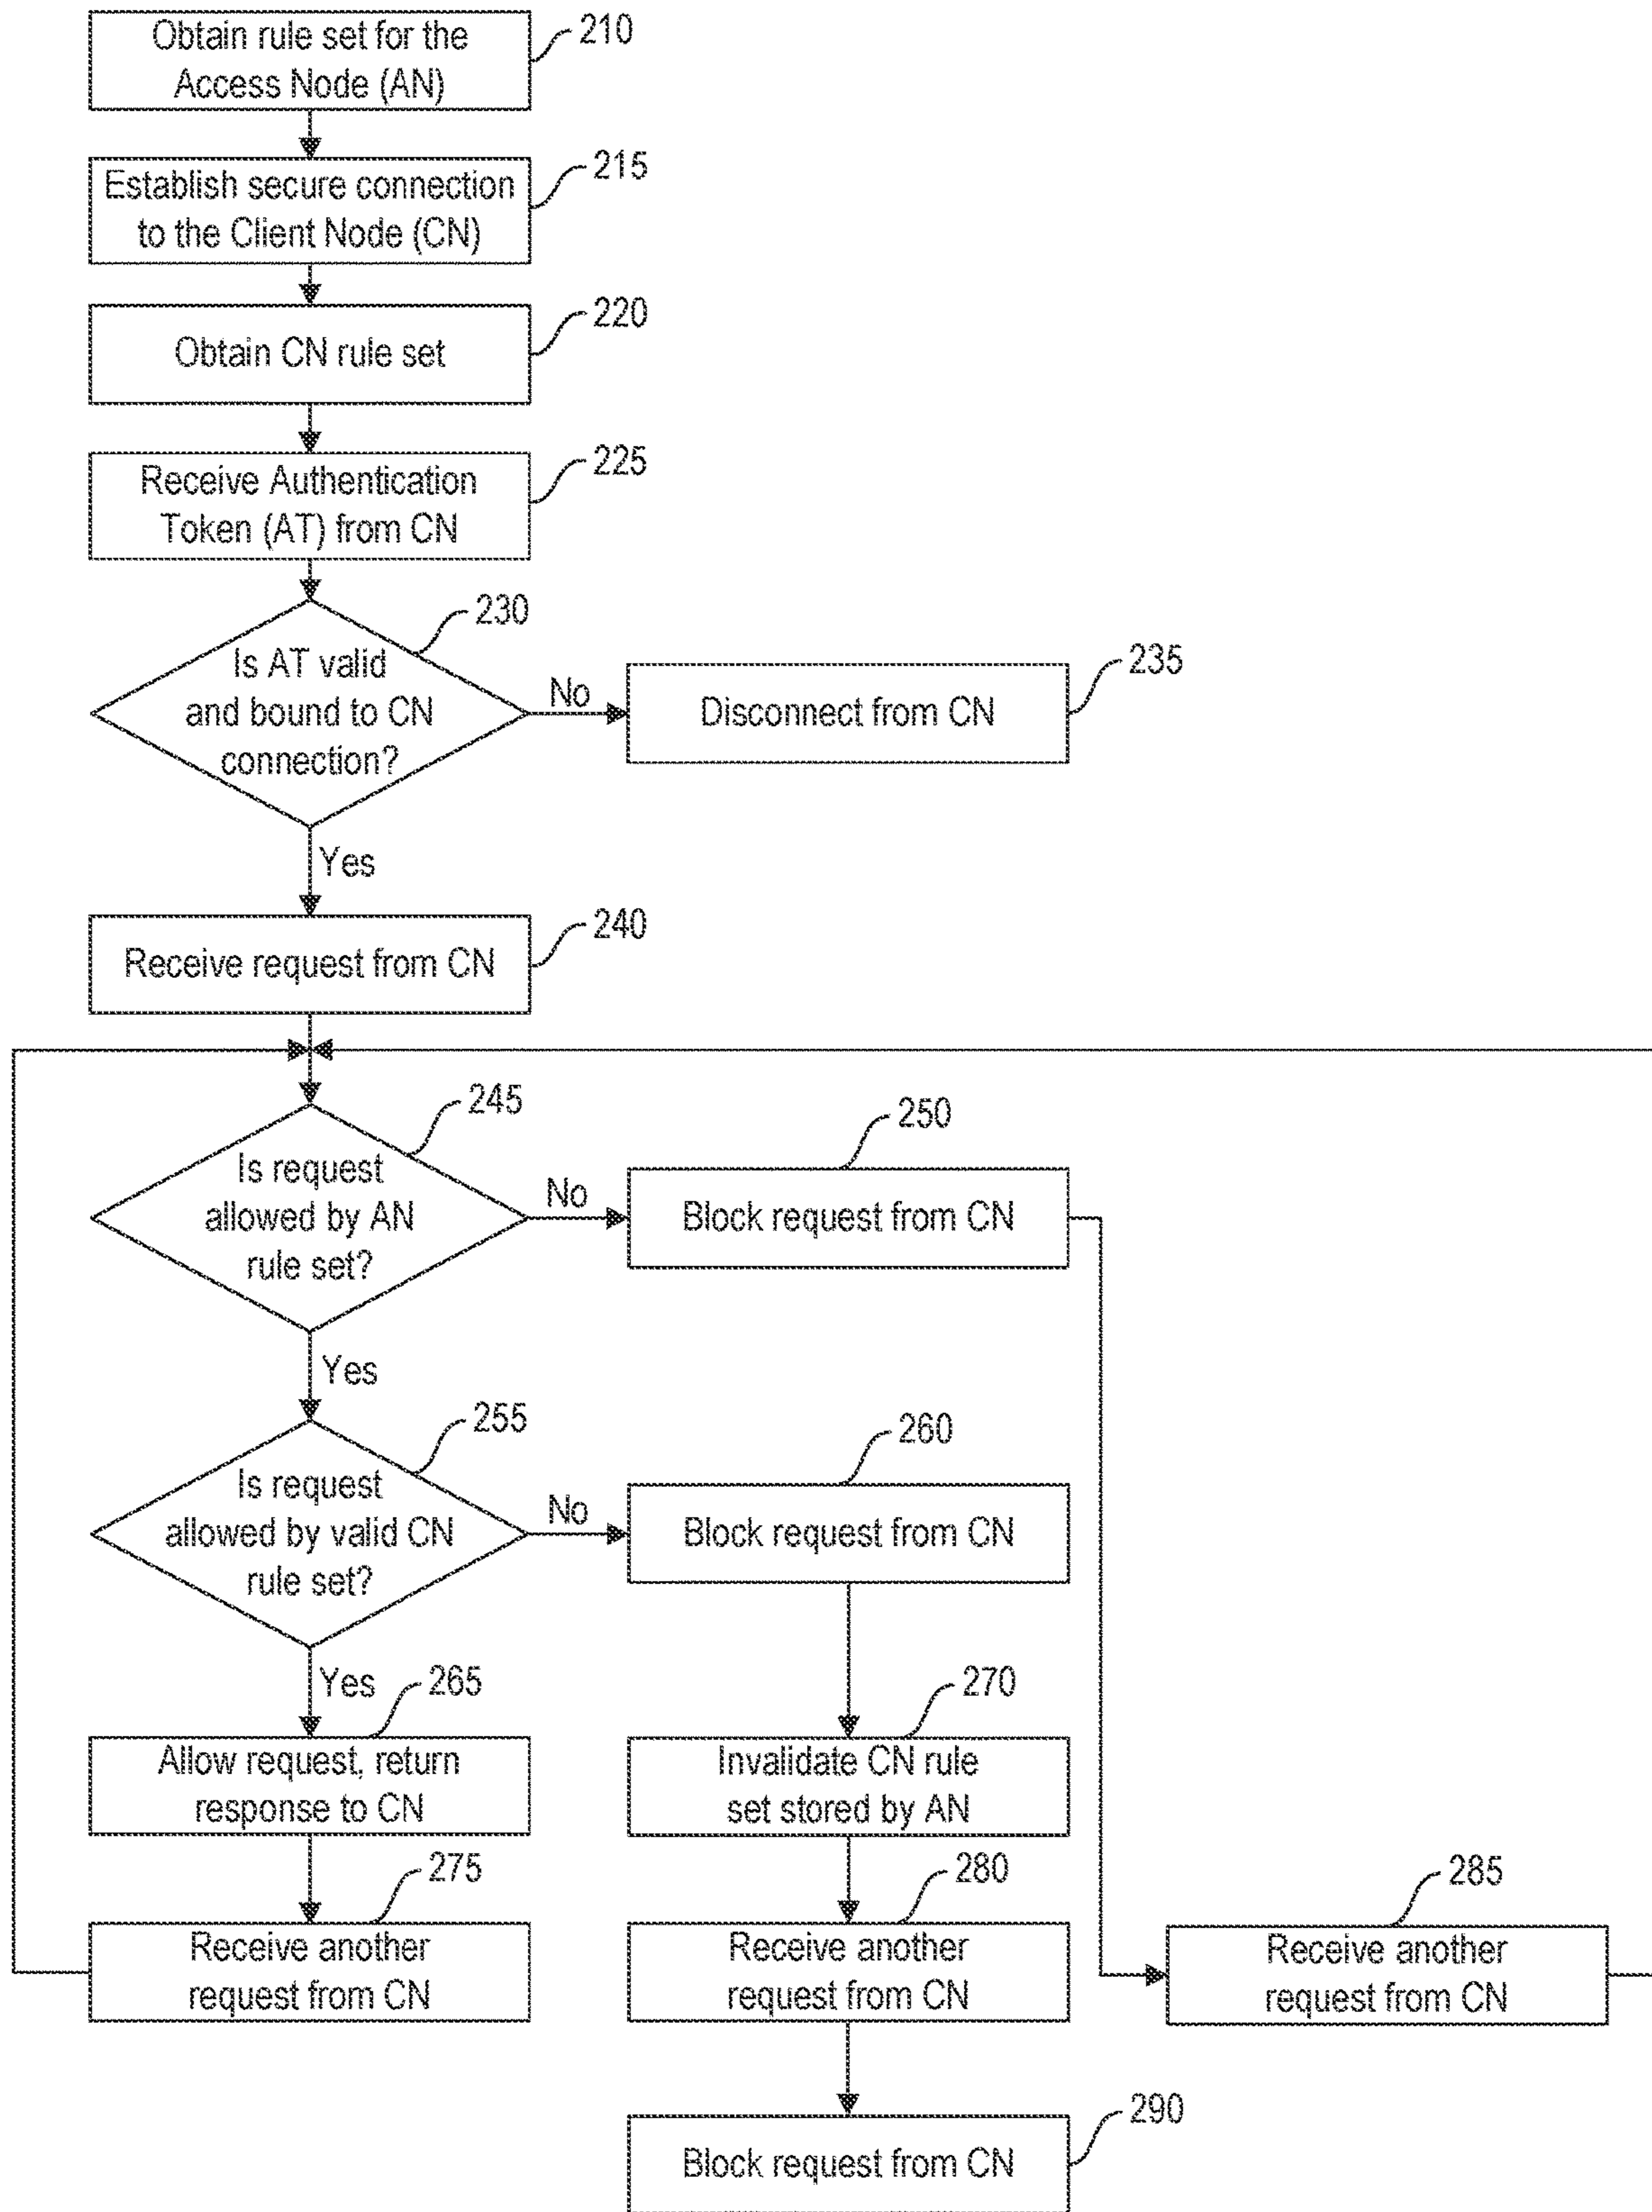 Obtain rule set for the
Access Node (AN)
210
Establish secure connection
to the Client Node (CN)
215
Obtain CN rule set
220
Receive Authentication
Token (AT) from CN
225
Is AT valid
and bound to CN
connection?
230
No
Disconnect from CN
235
Yes
Receive request from CN
240
Is request
allowed by AN
rule set?
245
No
Block request from CN
250
Yes
Is request
allowed by valid CN
rule set?
255
No
Block request from CN
260
Yes
Allow request, return
response to CN
265
Invalidate CN rule
set stored by AN
270
Receive another
request from CN
275
Receive another
request from CN
280
Receive another
request from CN
285
Block request from CN
290